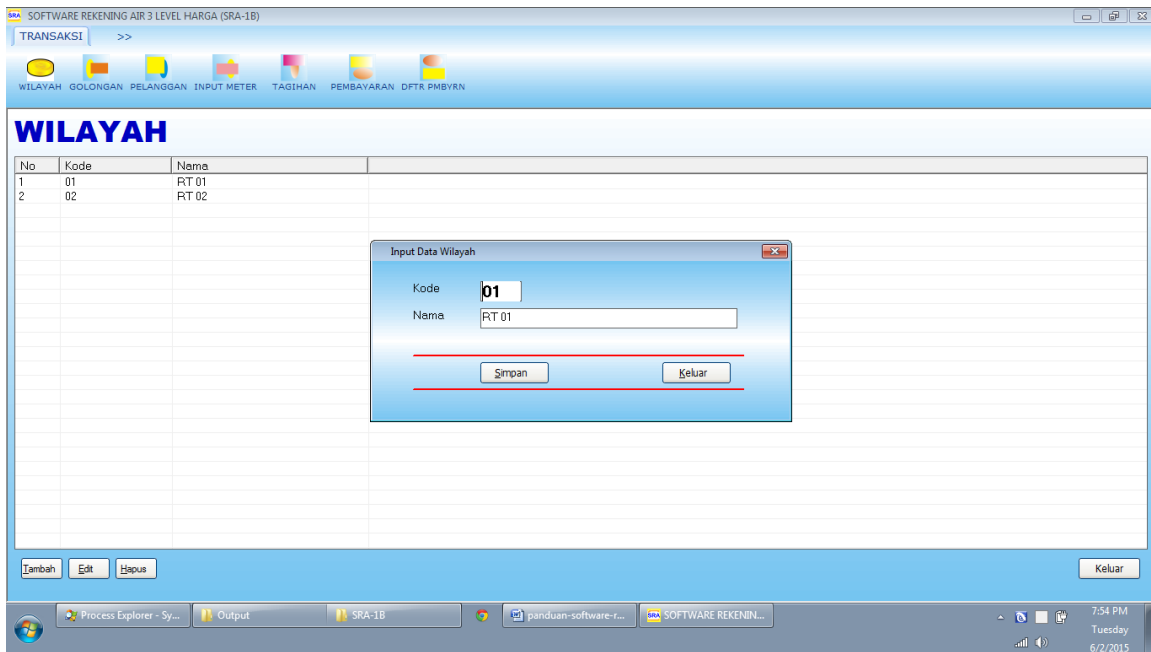 SRA SOFTWARE REKENING AIR 3 LEVEL HARGA (SRA-1B)
TRANSAKSI >>
WILAYAH GOLONGAN PELANGGAN INPUT METER TAGIHAN PEMBAYARAN DFTR PMBYRN
WILAYAH
No Kode Nama
1 01 RT 01
2 02 RT 02
Input Data Wilayah
Kode 01
Nama RT 01
Simpan Keluar
Tambah Edit Hapus Keluar
Process Explorer - Sy... Output SRA-1B panduan-software-r... SRA SOFTWARE REKENIN...
7:54 PM
Tuesday
6/2/2015